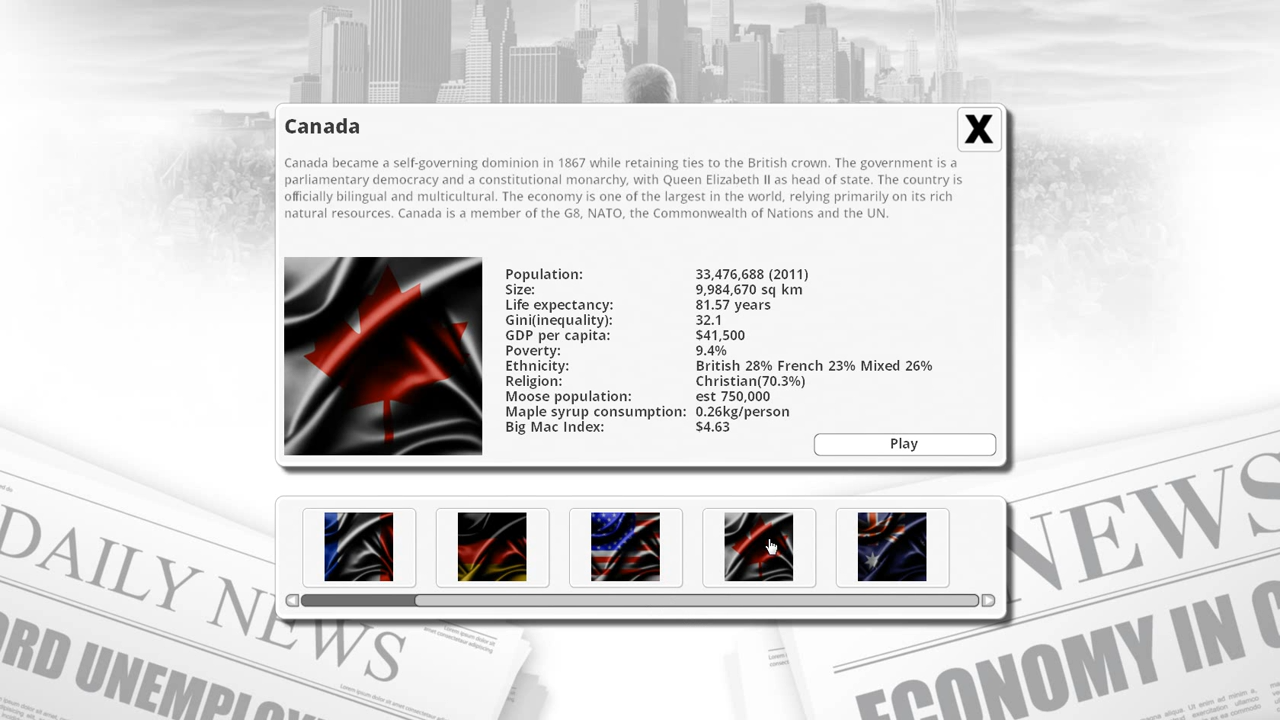 Canada
X
Canada became a self-governing dominion in 1867 while retaining ties to the British crown. The government is a
parliamentary democracy and a constitutional monarchy, with Queen Elizabeth II as head of state. The country is
officially bilingual and multicultural. The economy is one of the largest in the world, relying primarily on its rich
natural resources. Canada is a member of the G8, NATO, the Commonwealth of Nations and the UN.
Population: 33,476,688 (2011)
Size: 9,984,670 sq km
Life expectancy: 81.57 years
Gini(inequality): 32.1
GDP per capita: $41,500
Poverty: 9.4%
Ethnicity: British 28% French 23% Mixed 26%
Religion: Christian(70.3%)
Moose population: est 750,000
Maple syrup consumption: 0.26kg/person
Big Mac Index: $4.63
Play
DAILY NEWS
ORD UNEMPLO
NEWS
ECONOMY IN C